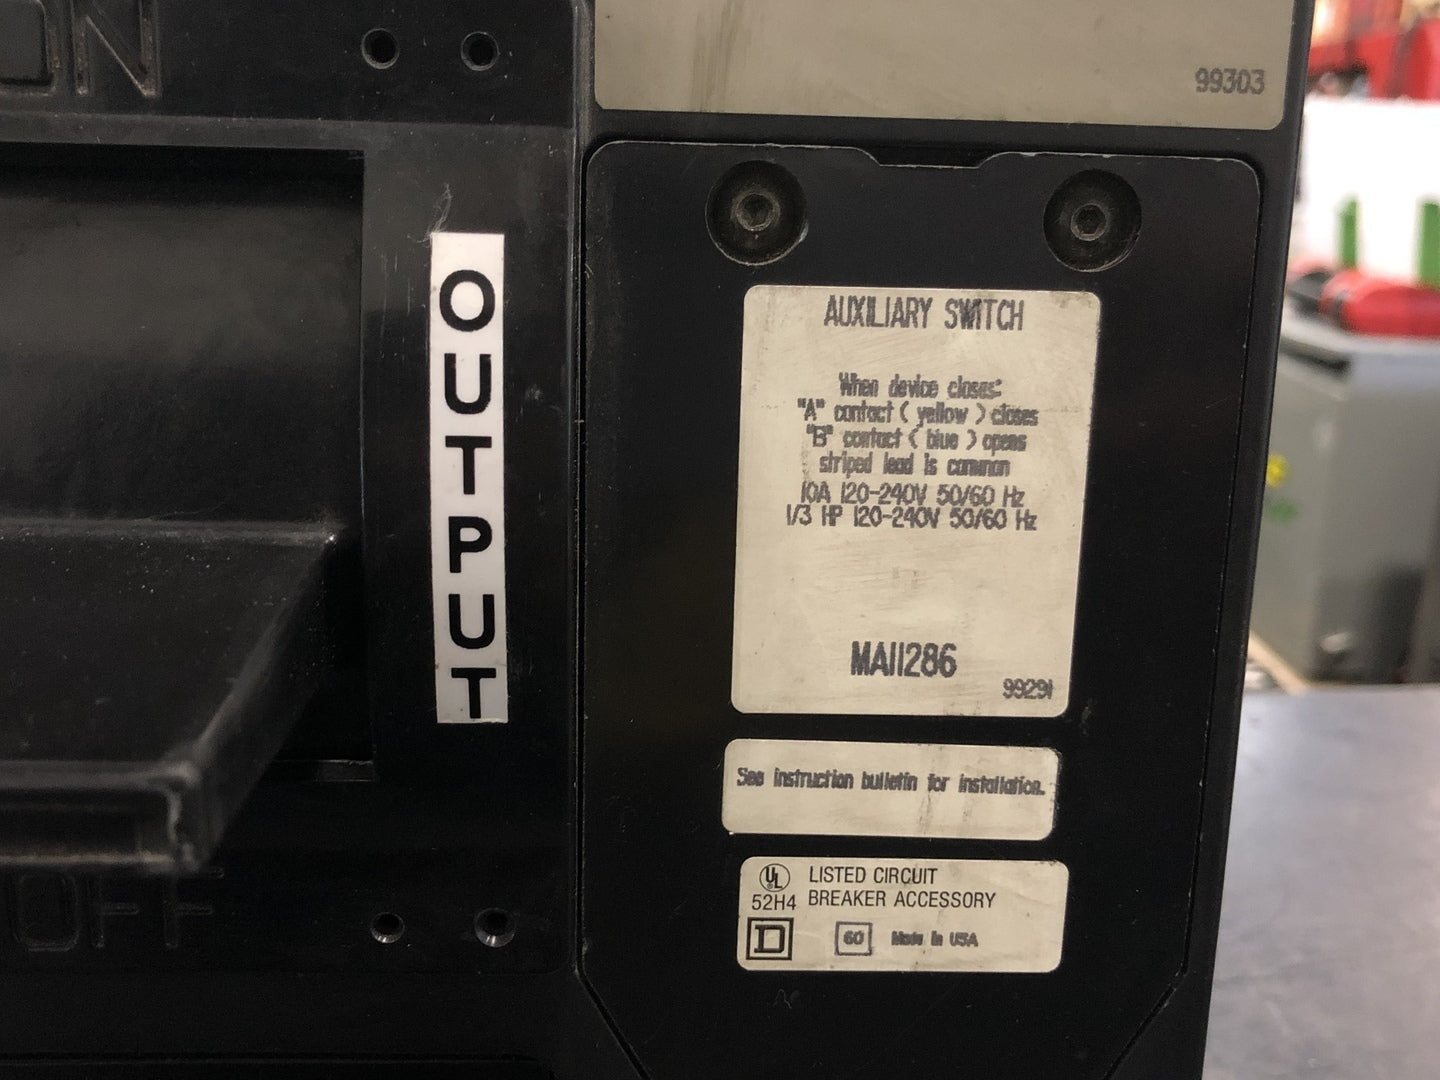 ON
99303
OUTPUT
AUXILIARY SWITCH
When device closes:
"A" contact ( yellow ) closes
"B" contact ( blue ) opens
striped lead is common
10A 120-240V 50/60 Hz
1/3 HP 120-240V 50/60 Hz
MA11286
99291
See instruction bulletin for installation.
UL LISTED CIRCUIT
52H4 BREAKER ACCESSORY
D 60 Made in USA
OFF